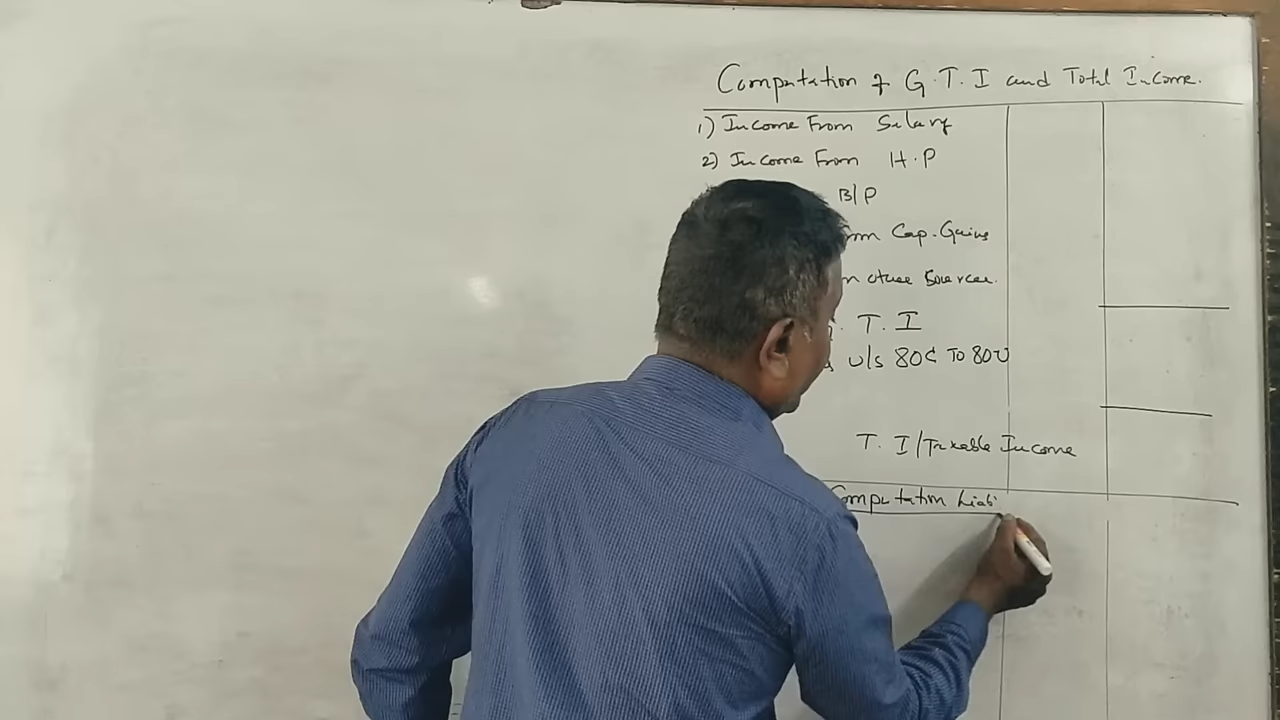 Computation of G.T.I and Total Income.
1) Income From Salary
2) Income From H.P
B/P
Cap. Gains
other Sources.
T. I
u/s 80C To 80U
T. I/Taxable Income
Computation Liabi